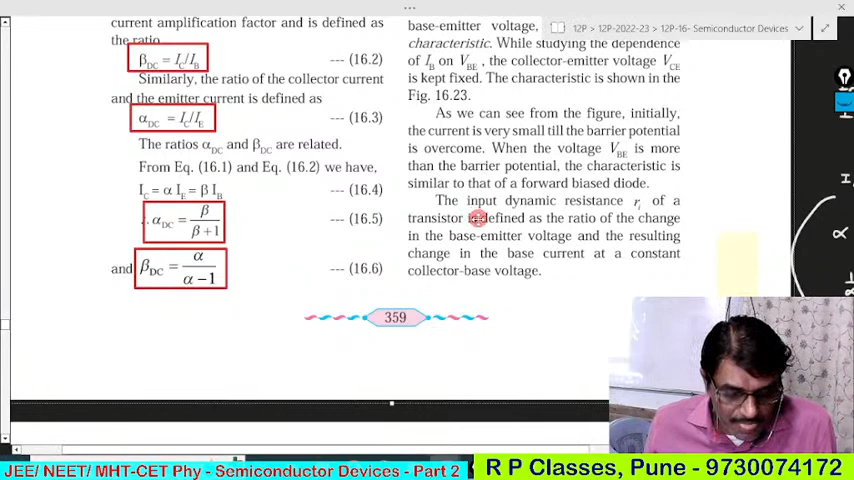 12P > 12P-2022-23 > 12P-16- Semiconductor Devices
current amplification factor and is defined as
the ratio
β_DC = I_C/I_B --- (16.2)
Similarly, the ratio of the collector current
and the emitter current is defined as
α_DC = I_C/I_E --- (16.3)
The ratios α_DC and β_DC are related.
From Eq. (16.1) and Eq. (16.2) we have,
I_C = α I_E = β I_B --- (16.4)
∴ α_DC = β / (β + 1) --- (16.5)
and β_DC = α / (α − 1) --- (16.6)
base-emitter voltage,
characteristic. While studying the dependence
of I_B on V_BE, the collector-emitter voltage V_CE
is kept fixed. The characteristic is shown in the
Fig. 16.23.
As we can see from the figure, initially,
the current is very small till the barrier potential
is overcome. When the voltage V_BE is more
than the barrier potential, the characteristic is
similar to that of a forward biased diode.
The input dynamic resistance r_i of a
transistor is defined as the ratio of the change
in the base-emitter voltage and the resulting
change in the base current at a constant
collector-base voltage.
359
JEE/ NEET/ MHT-CET Phy - Semiconductor Devices - Part 2
R P Classes, Pune - 9730074172